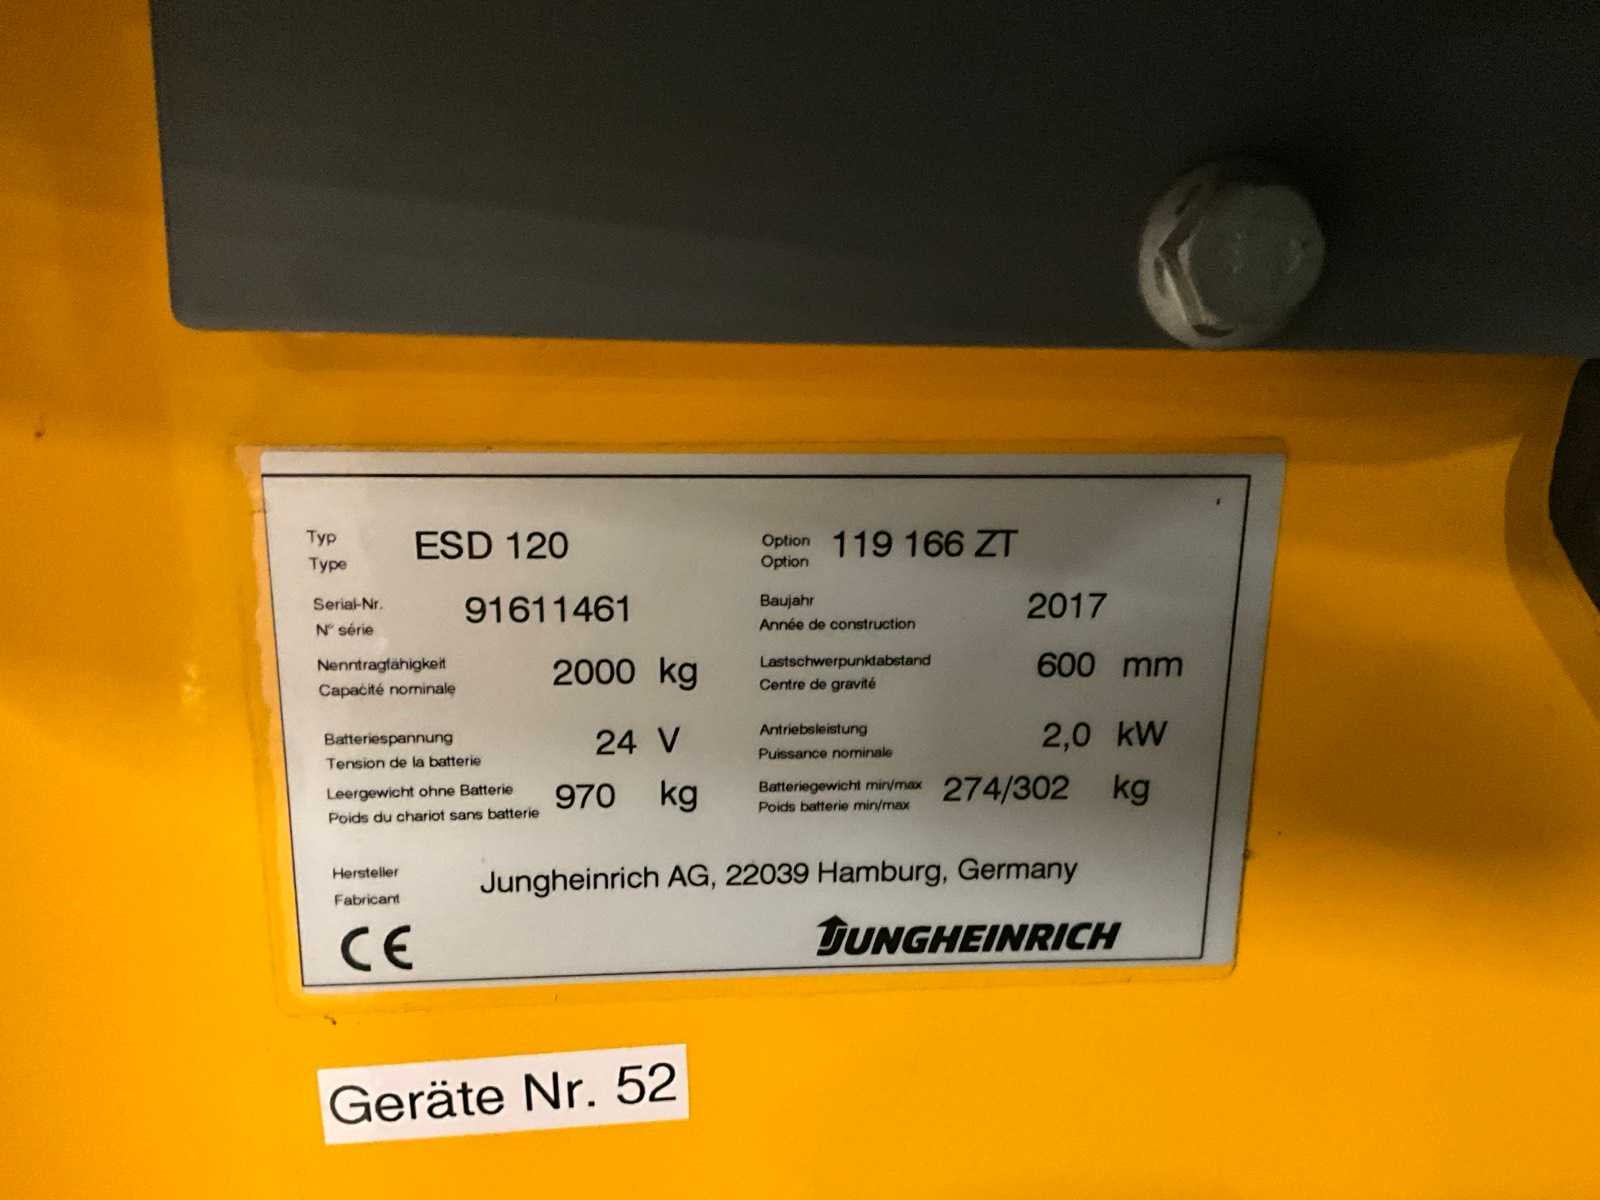 Typ ESD 120 Option 119 166 ZT
Type Option
Serial-Nr. 91611461 Baujahr 2017
N° série Année de construction
Nenntragfähigkeit 2000 kg Lastschwerpunktabstand 600 mm
Capacité nominale Centre de gravité
Batteriespannung 24 V Antriebsleistung 2,0 kW
Tension de la batterie Puissance nominale
Leergewicht ohne Batterie 970 kg Batteriegewicht min/max 274/302 kg
Poids du chariot sans batterie Poids batterie min/max
Hersteller Jungheinrich AG, 22039 Hamburg, Germany
Fabricant
CE JUNGHEINRICH
Geräte Nr. 52